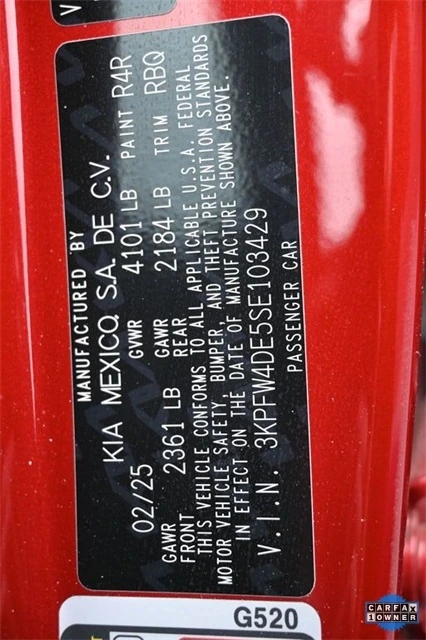 MANUFACTURED BY
KIA MEXICO, S.A. DE C.V.
02/25 GVWR 4101 LB PAINT R4R
GAWR FRONT 2361 LB GAWR REAR 2184 LB TRIM RBQ
THIS VEHICLE CONFORMS TO ALL APPLICABLE U.S.A. FEDERAL
MOTOR VEHICLE SAFETY, BUMPER, AND THEFT PREVENTION STANDARDS
IN EFFECT ON THE DATE OF MANUFACTURE SHOWN ABOVE.
V.I.N. 3KPFW4DE5SE103429
PASSENGER CAR
G520
CARFAX
1 OWNER